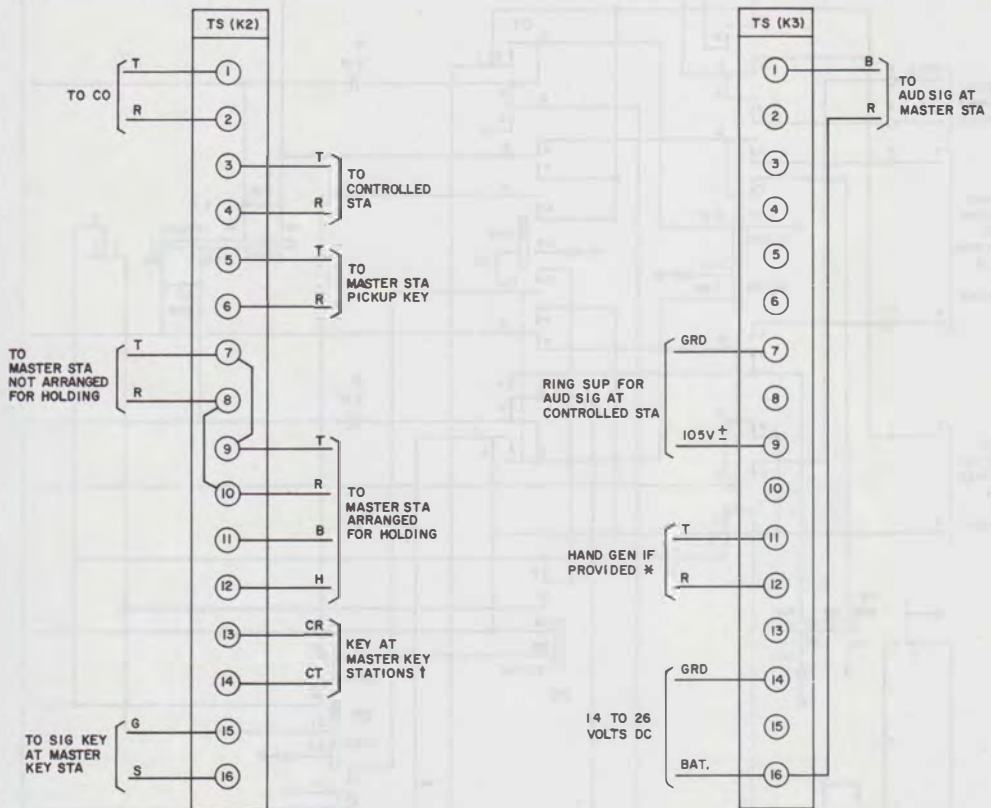 TS (K2)
T
1
TO CO
R
2
3
T
TO
CONTROLLED
STA
4
R
5
T
TO
MASTER STA
PICKUP KEY
6
R
TO
MASTER STA
NOT ARRANGED
FOR HOLDING
T
7
R
8
9
T
10
R
TO
MASTER STA
ARRANGED
FOR HOLDING
11
B
12
H
13
CR
KEY AT
MASTER KEY
STATIONS †
14
CT
TO SIG KEY
AT MASTER
KEY STA
G
15
S
16
TS (K3)
1
B
TO
AUD SIG AT
MASTER STA
2
R
3
4
5
6
GRD
7
RING SUP FOR
AUD SIG AT
CONTROLLED STA
8
105V ±
9
10
T
11
HAND GEN IF
PROVIDED *
R
12
13
GRD
14
14 TO 26
VOLTS DC
15
BAT.
16